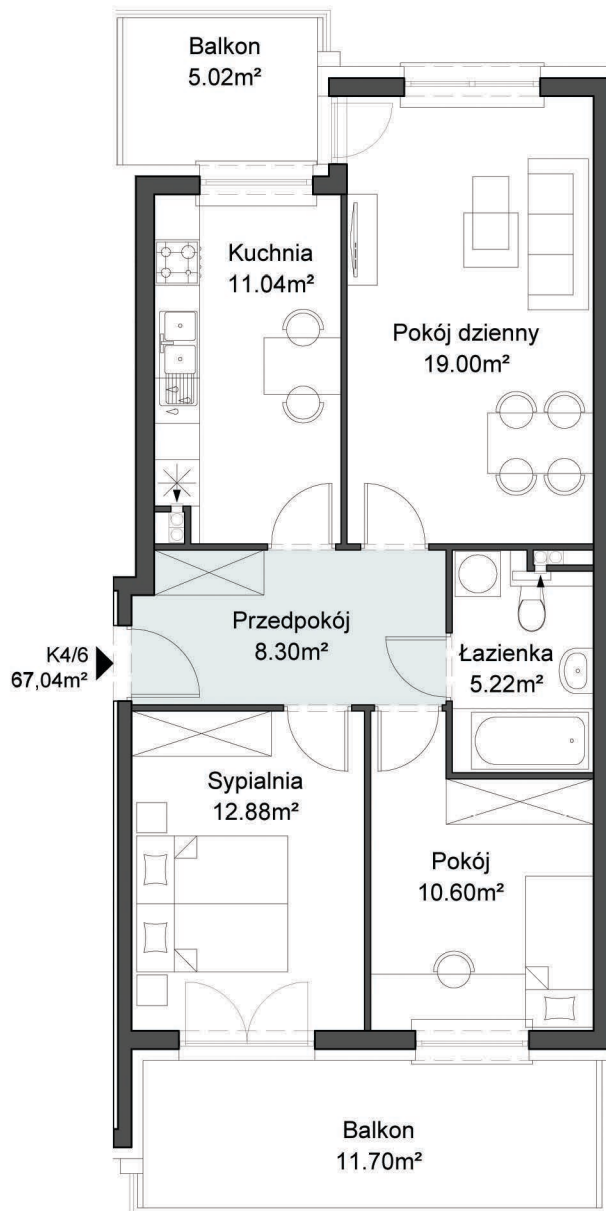 Balkon
5.02m²
Kuchnia
11.04m²
Pokój dzienny
19.00m²
Przedpokój
8.30m²
K4/6
67,04m²
Łazienka
5.22m²
Sypialnia
12.88m²
Pokój
10.60m²
Balkon
11.70m²